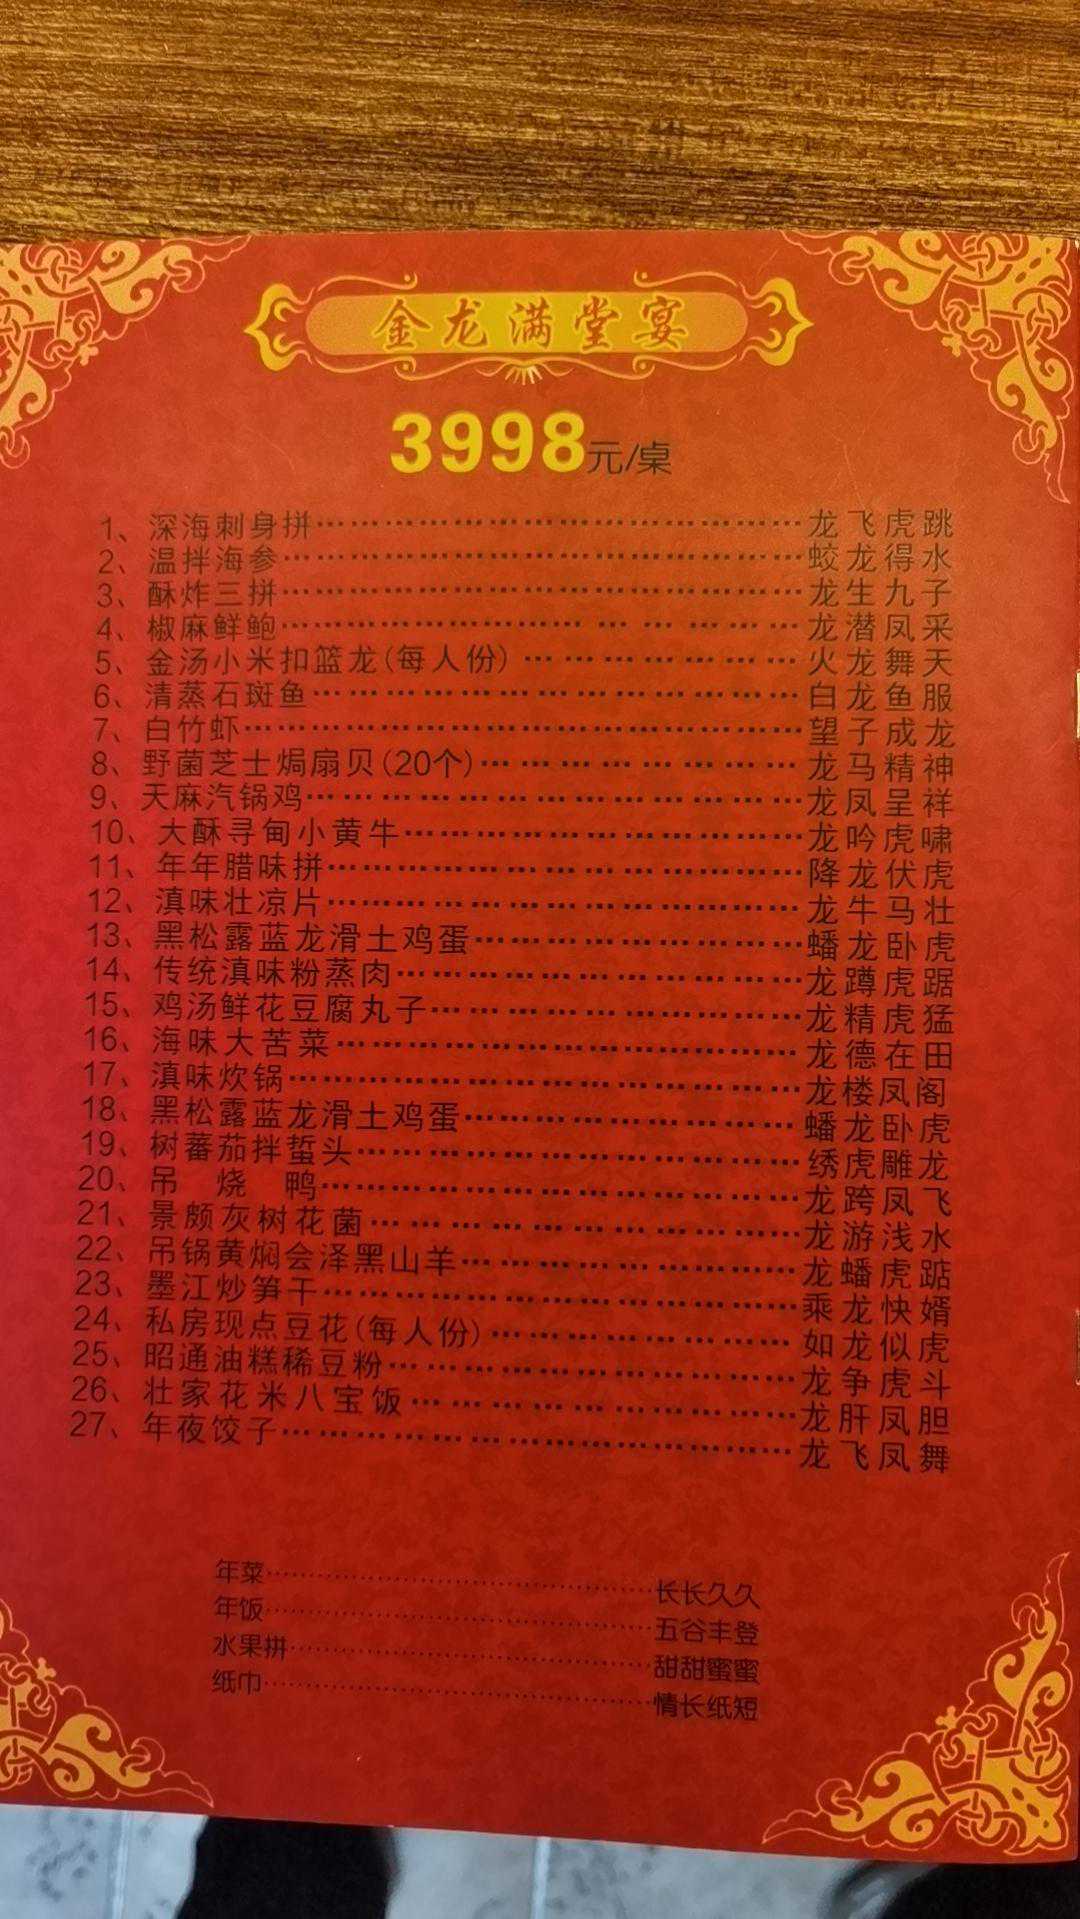 金龙满堂宴
3998元/桌
1、深海刺身拼……龙飞虎跳
2、温拌海参……蛟龙得水
3、酥炸三拼……龙生九子
4、椒麻鲜鲍……龙潜凤采
5、金汤小米扣篮龙(每人份)……火龙舞天
6、清蒸石斑鱼……白龙鱼服
7、白竹虾……望子成龙
8、野菌芝士焗扇贝(20个)……龙马精神
9、天麻汽锅鸡……龙凤呈祥
10、大酥寻甸小黄牛……龙吟虎啸
11、年年腊味拼……降龙伏虎
12、滇味壮凉片……龙牛马壮
13、黑松露蓝龙滑土鸡蛋……蟠龙卧虎
14、传统滇味粉蒸肉……龙蹲虎踞
15、鸡汤鲜花豆腐丸子……龙精虎猛
16、海味大苦菜……龙德在田
17、滇味炊锅……龙楼凤阁
18、黑松露蓝龙滑土鸡蛋……蟠龙卧虎
19、树蕃茄拌蜇头……绣虎雕龙
20、吊 烧 鸭……龙跨凤飞
21、景颇灰树花菌……龙游浅水
22、吊锅黄焖会泽黑山羊……龙蟠虎踞
23、墨江炒笋干……乘龙快婿
24、私房现点豆花(每人份)……如龙似虎
25、昭通油糕稀豆粉……龙争虎斗
26、壮家花米八宝饭……龙肝凤胆
27、年夜饺子……龙飞凤舞
年菜……长长久久
年饭……五谷丰登
水果拼……甜甜蜜蜜
纸巾……情长纸短